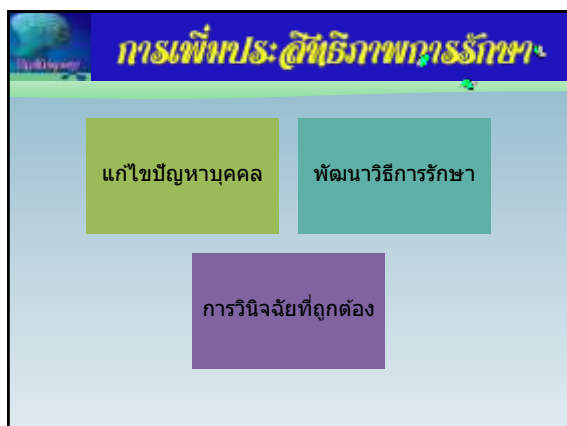 การเพิ่มประสิทธิภาพการรักษา
แก้ไขปัญหาบุคคล
พัฒนาวิธีการรักษา
การวินิจฉัยที่ถูกต้อง